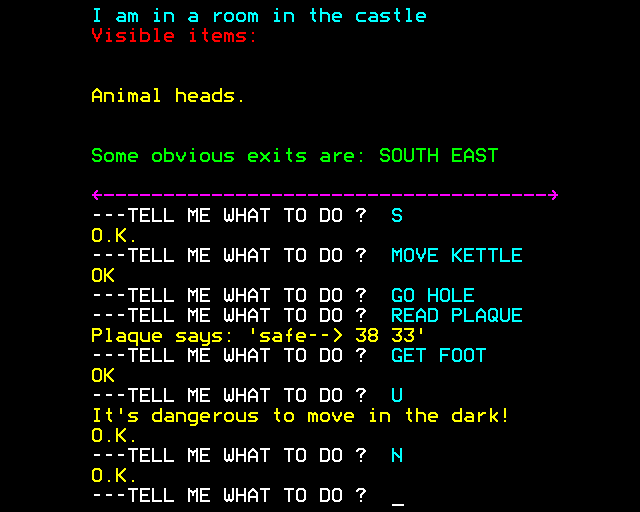 I am in a room in the castle
Visible items:
Animal heads.
Some obvious exits are: SOUTH EAST
<-------------------------------------->
---TELL ME WHAT TO DO ?  S
O.K.
---TELL ME WHAT TO DO ?  MOVE KETTLE
OK
---TELL ME WHAT TO DO ?  GO HOLE
---TELL ME WHAT TO DO ?  READ PLAQUE
Plaque says: 'safe--> 38 33'
---TELL ME WHAT TO DO ?  GET FOOT
OK
---TELL ME WHAT TO DO ?  U
It's dangerous to move in the dark!
O.K.
---TELL ME WHAT TO DO ?  N
O.K.
---TELL ME WHAT TO DO ?  _